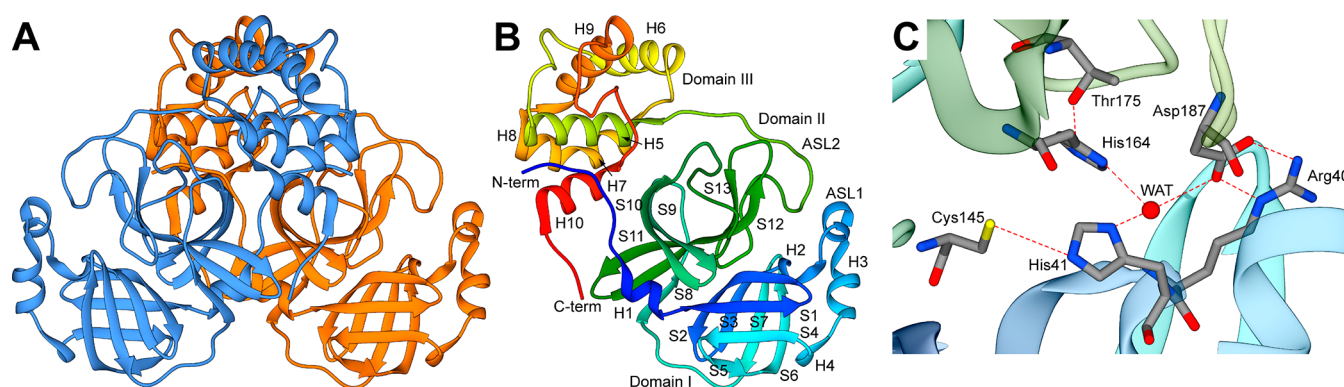 A
B
H9
H6
Domain III
Domain II
H8
H5
ASL2
N-term
H7
S10
S9
S13
ASL1
H10
S12
S11
H2
H3
S8
C-term
H1
S1
S2
S3
S7
S4
H4
S5
S6
Domain I
C
Thr175
Asp187
His164
Arg40
WAT
Cys145
His41